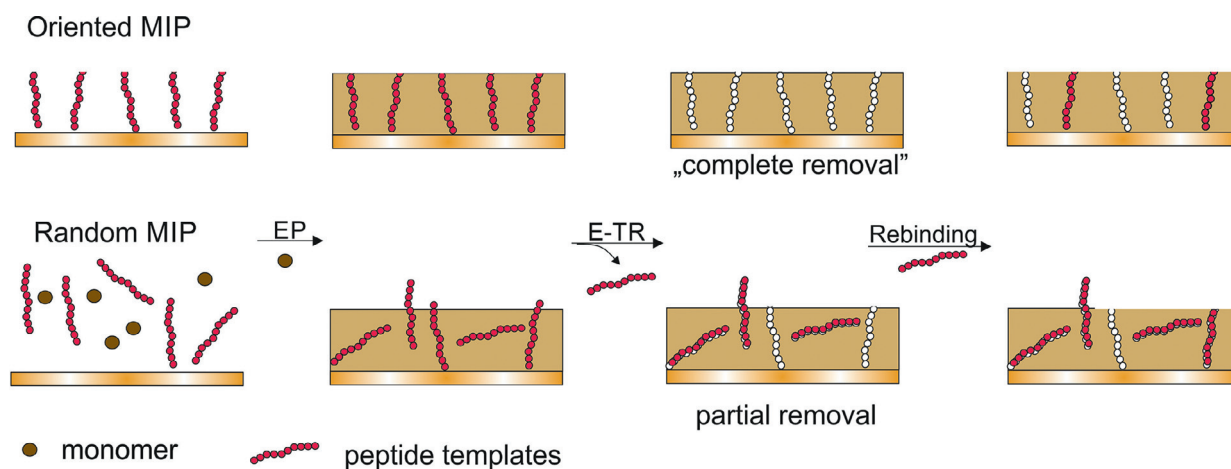 Oriented MIP
„complete removal”
Random MIP
EP
E-TR
Rebinding
partial removal
monomer
peptide templates